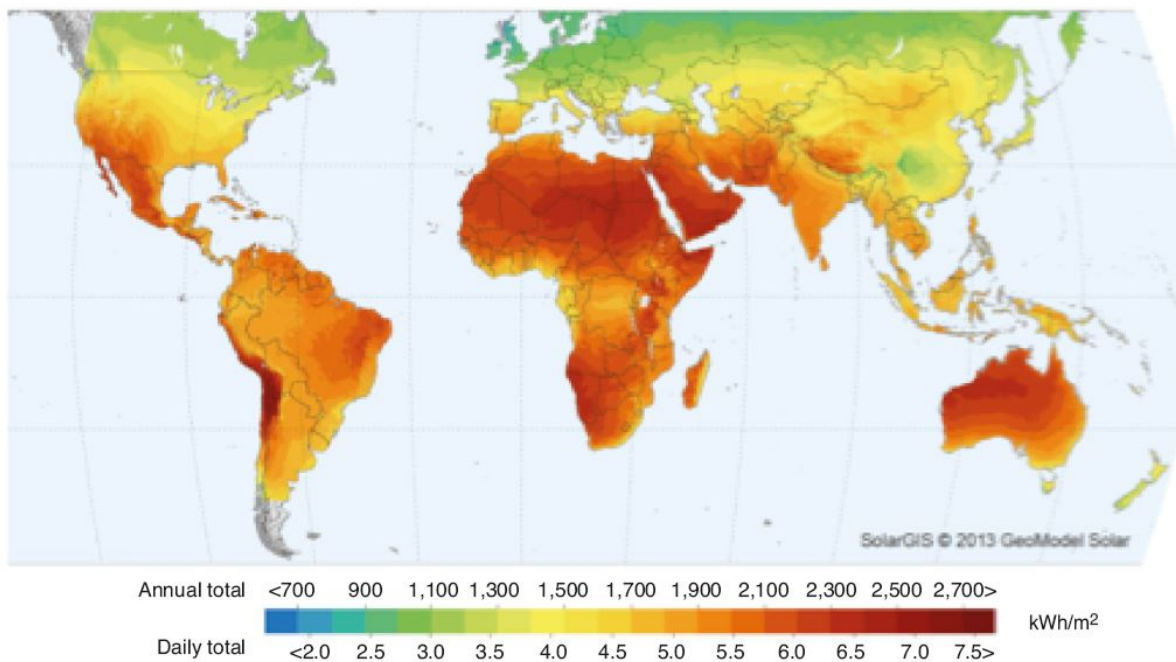 SolarGIS © 2013 GeoModel Solar
Annual total <700 900 1,100 1,300 1,500 1,700 1,900 2,100 2,300 2,500 2,700>
kWh/m²
Daily total <2.0 2.5 3.0 3.5 4.0 4.5 5.0 5.5 6.0 6.5 7.0 7.5>